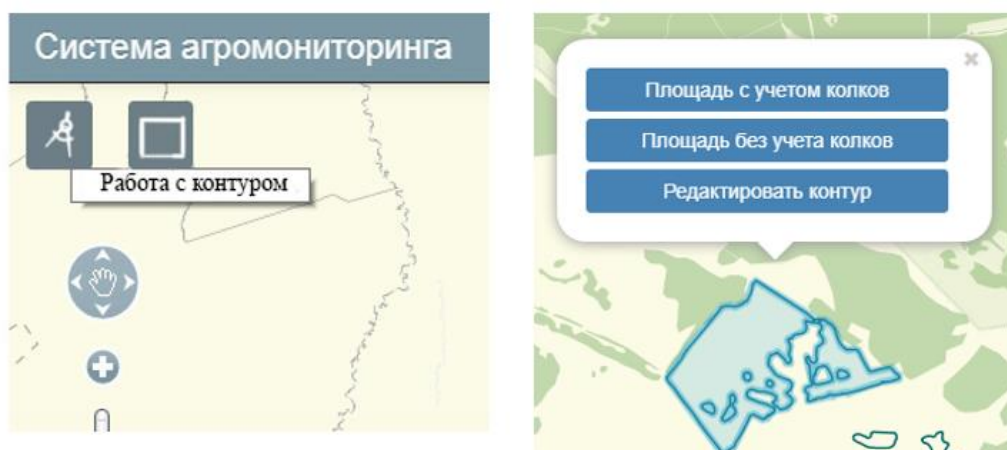 Система агромониторинга
Работа с контуром
Площадь с учетом колков
Площадь без учета колков
Редактировать контур